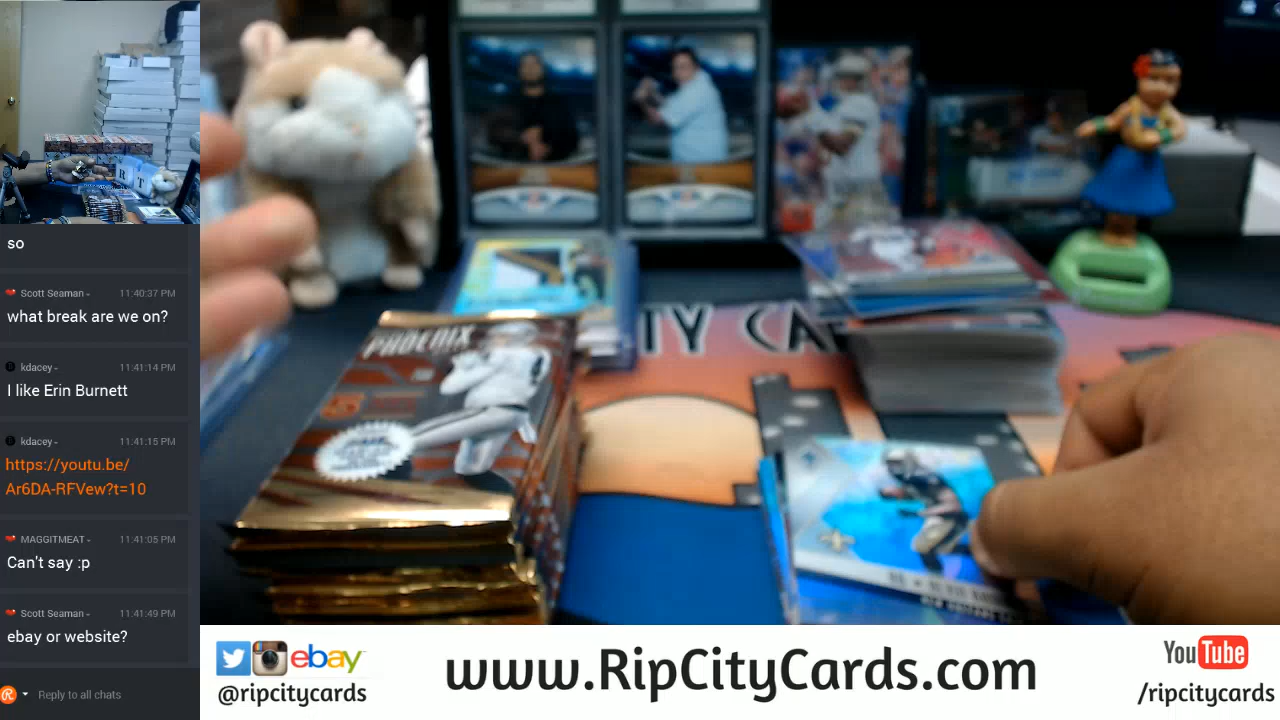 so
Scott Seaman 11:40:37 PM
what break are we on?
kdacey 11:41:14 PM
I like Erin Burnett
kdacey 11:41:15 PM
https://youtu.be/
Ar6DA-RFVew?t=10
MAGGITMEAT 11:41:05 PM
Can't say :p
Scott Seaman 11:41:49 PM
ebay or website?
Reply to all chats
PHOENIX
ITY CA
ebay
@ripcitycards
www.RipCityCards.com
YouTube
/ripcitycards